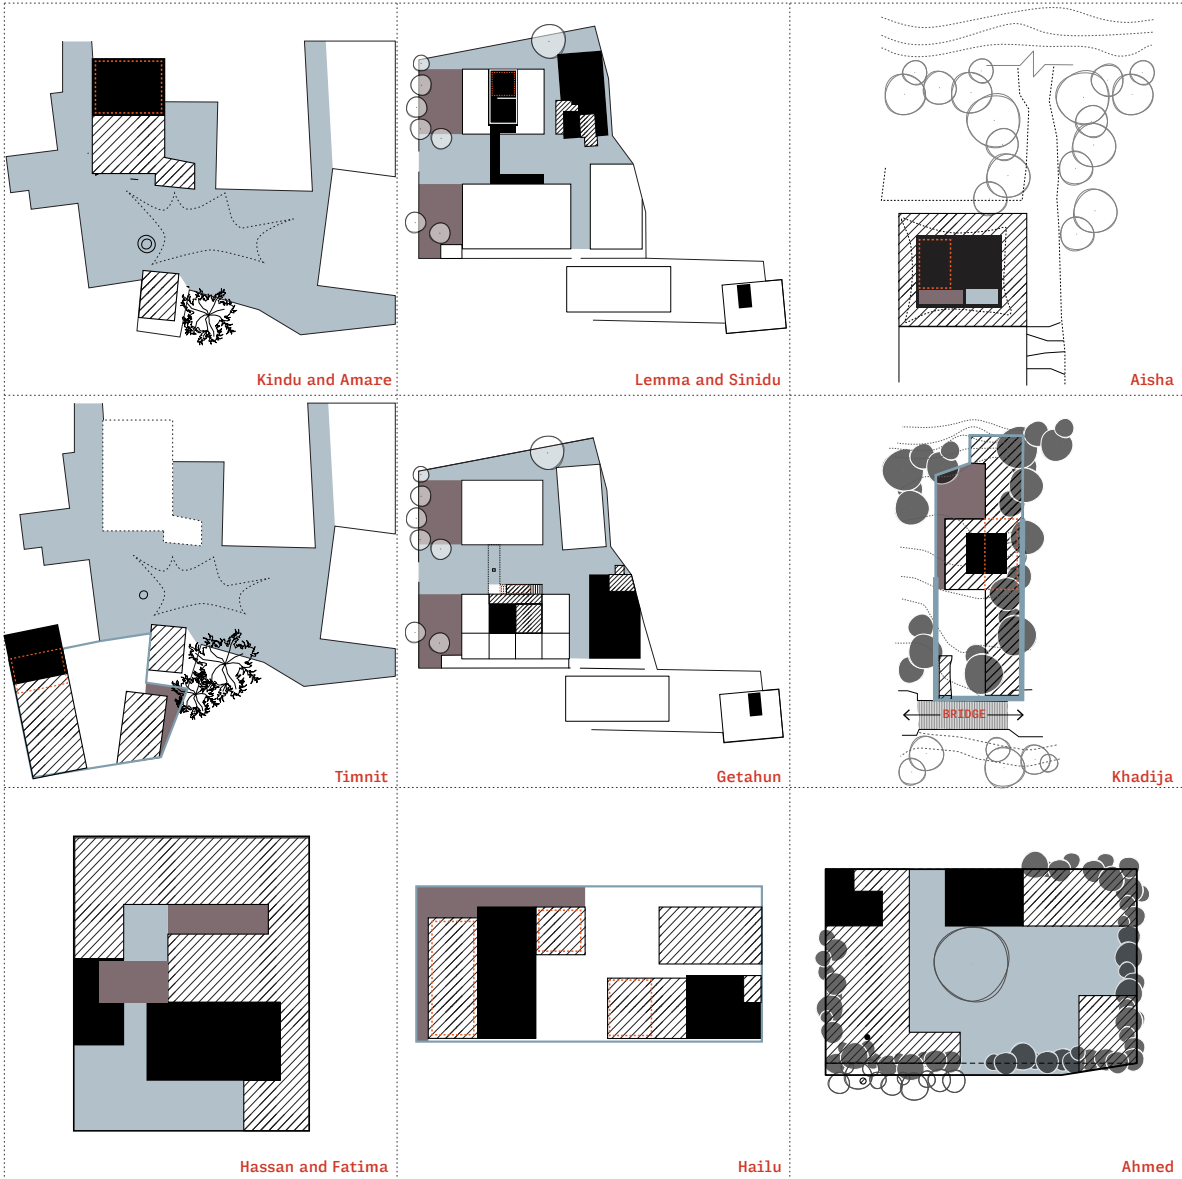 Kindu and Amare
Lemma and Sinidu
Aisha
Timnit
Getahun
BRIDGE
Khadija
Hassan and Fatima
Hailu
Ahmed